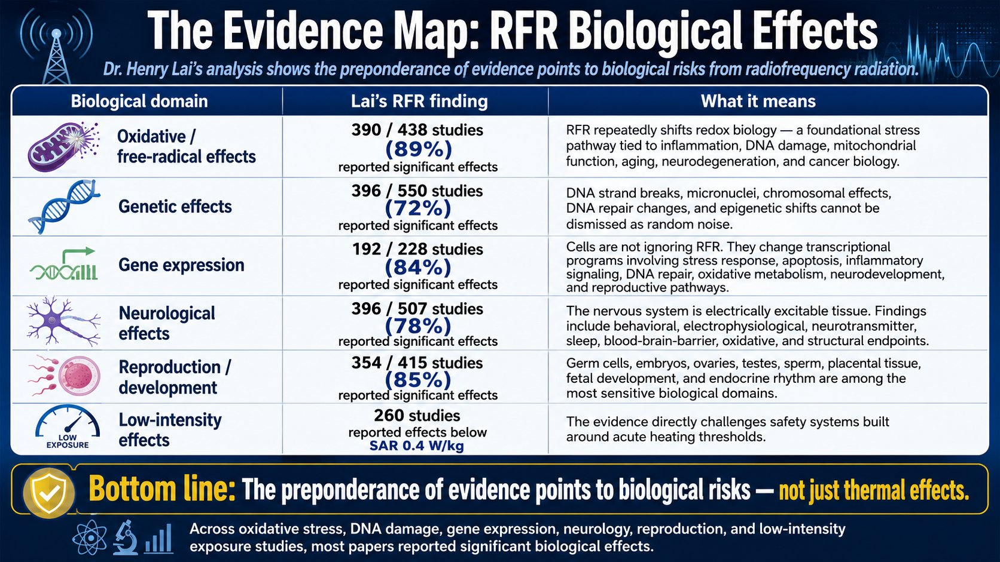 The Evidence Map: RFR Biological Effects
Dr. Henry Lai's analysis shows the preponderance of evidence points to biological risks from radiofrequency radiation.
Biological domain
Lai's RFR finding
What it means
Oxidative /
free-radical effects
390 / 438 studies
(89%)
reported significant effects
RFR repeatedly shifts redox biology — a foundational stress
pathway tied to inflammation, DNA damage, mitochondrial
function, aging, neurodegeneration, and cancer biology.
Genetic effects
396 / 550 studies
(72%)
reported significant effects
DNA strand breaks, micronuclei, chromosomal effects,
DNA repair changes, and epigenetic shifts cannot be
dismissed as random noise.
Gene expression
192 / 228 studies
(84%)
reported significant effects
Cells are not ignoring RFR. They change transcriptional
programs involving stress response, apoptosis, inflammatory
signaling, DNA repair, oxidative metabolism, neurodevelopment,
and reproductive pathways.
Neurological
effects
396 / 507 studies
(78%)
reported significant effects
The nervous system is electrically excitable tissue. Findings
include behavioral, electrophysiological, neurotransmitter,
sleep, blood-brain-barrier, oxidative, and structural endpoints.
Reproduction /
development
354 / 415 studies
(85%)
reported significant effects
Germ cells, embryos, ovaries, testes, sperm, placental tissue,
fetal development, and endocrine rhythm are among the
most sensitive biological domains.
LOW
EXPOSURE
Low-intensity
effects
260 studies
reported effects below
SAR 0.4 W/kg
The evidence directly challenges safety systems built
around acute heating thresholds.
Bottom line: The preponderance of evidence points to biological risks — not just thermal effects.
Across oxidative stress, DNA damage, gene expression, neurology, reproduction, and low-intensity
exposure studies, most papers reported significant biological effects.